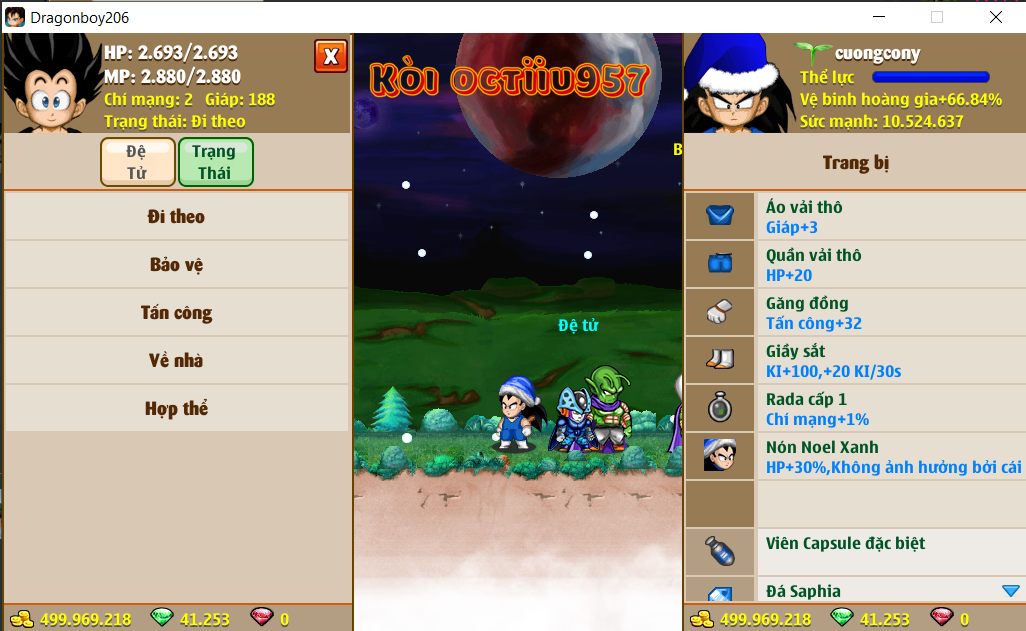 Dragonboy206
HP: 2.693/2.693
MP: 2.880/2.880
Chí mạng: 2 Giáp: 188
Trạng thái: Đi theo
X
Đệ
Tử
Trạng
Thái
Đi theo
Bảo vệ
Tấn công
Về nhà
Hợp thể
499.969.218 41.253 0
Kòi octiiu957
B
Đệ tử
cuongcony
Thể lực
Vệ binh hoàng gia+66.84%
Sức mạnh: 10.524.637
Trang bị
Áo vải thô
Giáp+3
Quần vải thô
HP+20
Găng đồng
Tấn công+32
Giầy sắt
KI+100,+20 KI/30s
Rada cấp 1
Chí mạng+1%
Nón Noel Xanh
HP+30%,Không ảnh hưởng bởi cái
Viên Capsule đặc biệt
Đá Saphia
499.969.218 41.253 0